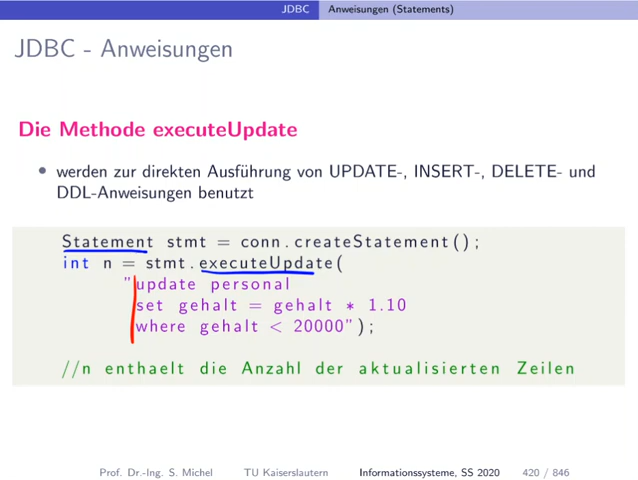 JDBC Anweisungen (Statements)
JDBC - Anweisungen
Die Methode executeUpdate
• werden zur direkten Ausführung von UPDATE-, INSERT-, DELETE- und
DDL-Anweisungen benutzt
Statement stmt = conn.createStatement();
int n = stmt.executeUpdate(
"update personal
set gehalt = gehalt * 1.10
where gehalt < 20000");
//n enthaelt die Anzahl der aktualisierten Zeilen
Prof. Dr.-Ing. S. Michel TU Kaiserslautern Informationssysteme, SS 2020 420 / 846